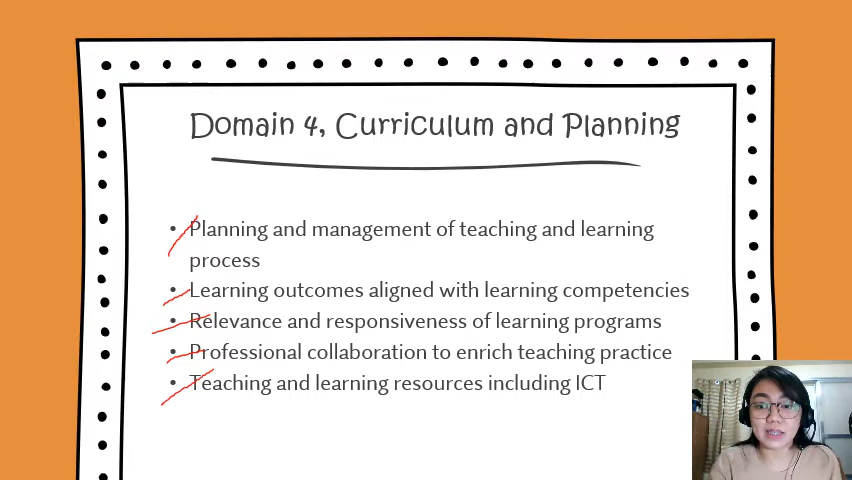 Domain 4, Curriculum and Planning
• Planning and management of teaching and learning
process
• Learning outcomes aligned with learning competencies
• Relevance and responsiveness of learning programs
• Professional collaboration to enrich teaching practice
• Teaching and learning resources including ICT